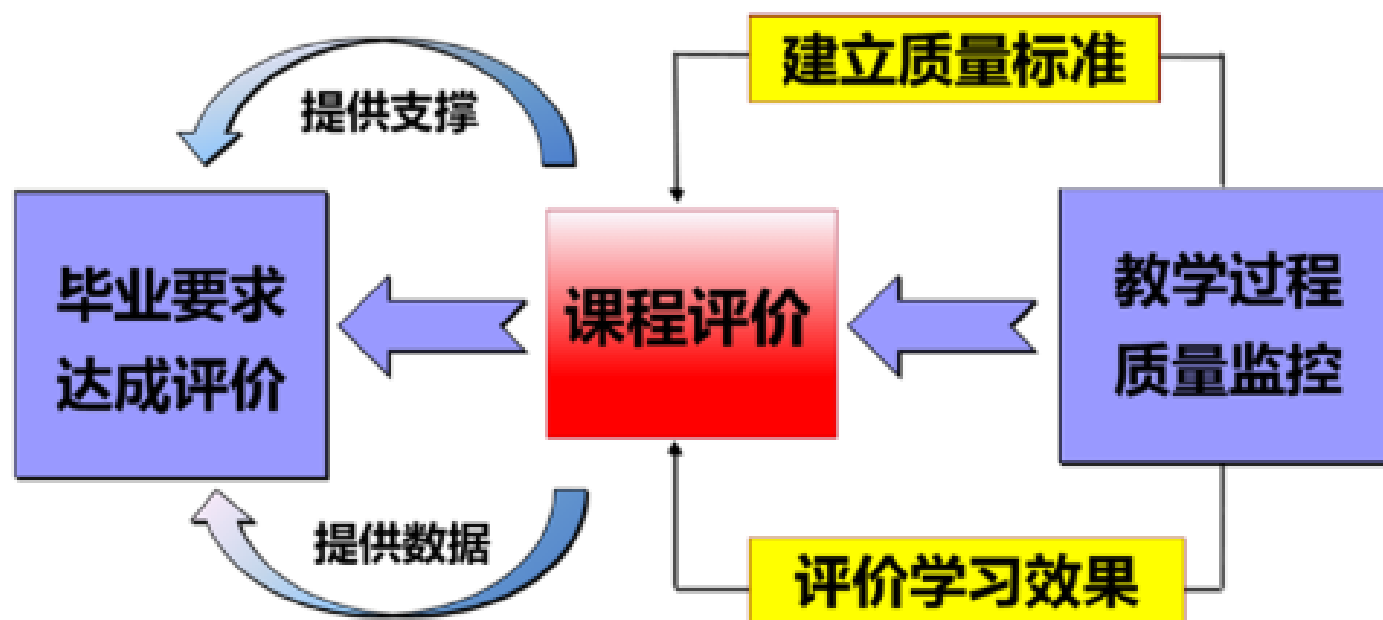 建立质量标准
提供支撑
毕业要求
达成评价
课程评价
教学过程
质量监控
提供数据
评价学习效果